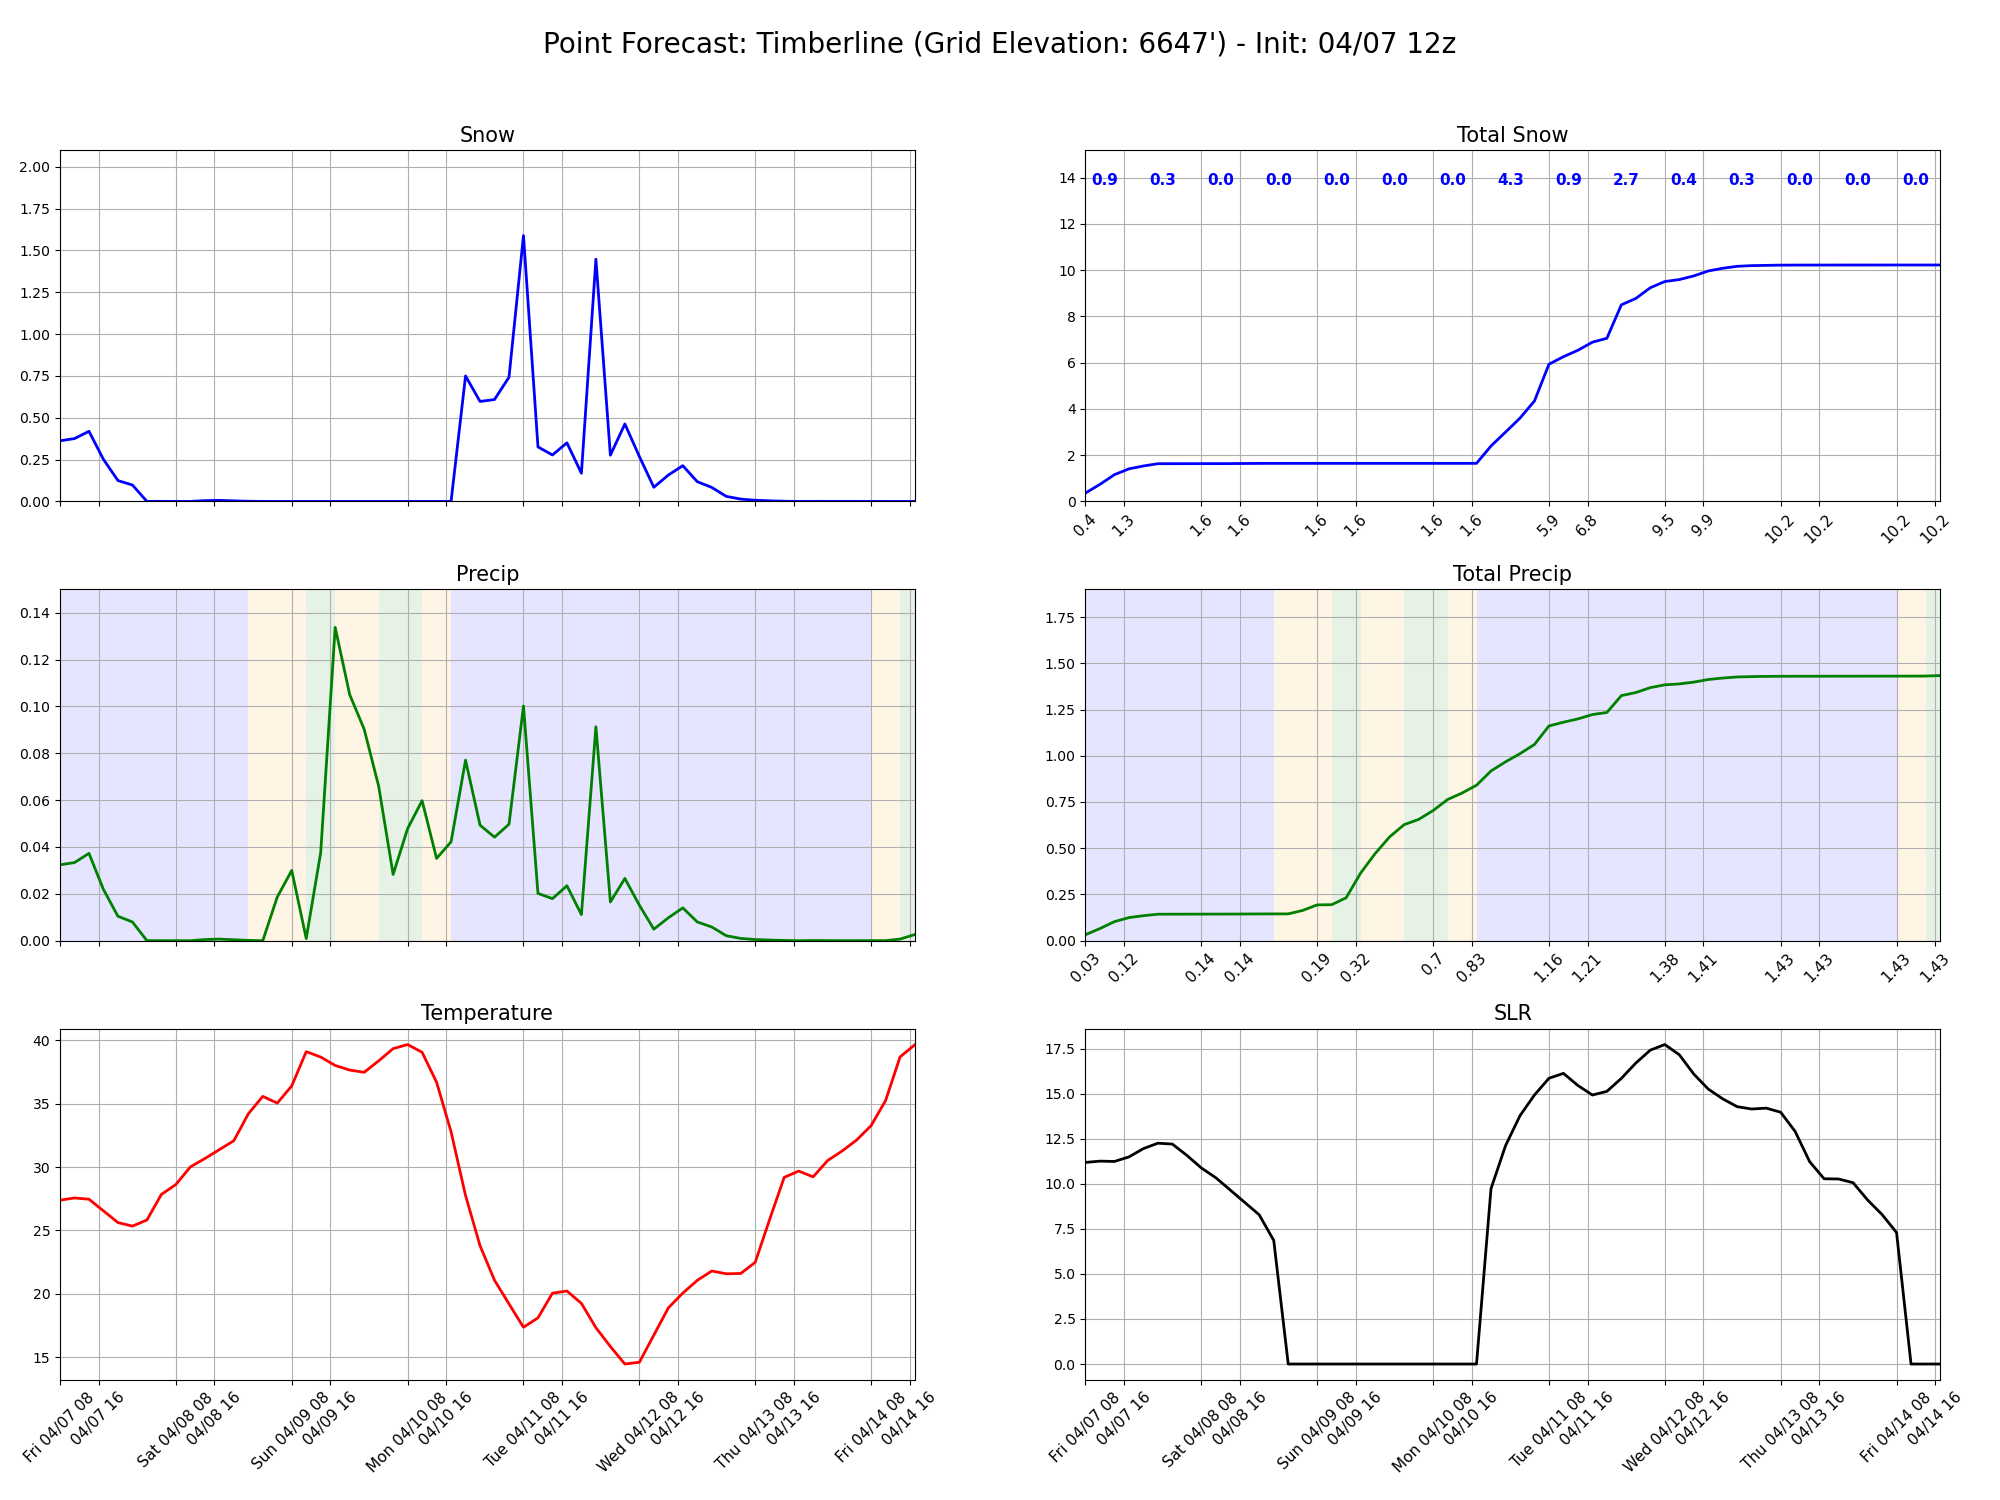 Point Forecast: Timberline (Grid Elevation: 6647') - Init: 04/07 12z
Snow
2.00
1.75
1.50
1.25
1.00
0.75
0.50
0.25
0.00
Total Snow
0.9 0.3 0.0 0.0 0.0 0.0 0.0 4.3 0.9 2.7 0.4 0.3 0.0 0.0 0.0
14
12
10
8
6
4
2
0
0.4 1.3 1.6 1.6 1.6 1.6 1.6 1.6 5.9 6.8 9.5 9.9 10.2 10.2 10.2 10.2
Precip
0.14
0.12
0.10
0.08
0.06
0.04
0.02
0.00
Total Precip
1.75
1.50
1.25
1.00
0.75
0.50
0.25
0.00
0.03 0.12 0.14 0.14 0.19 0.32 0.7 0.83 1.16 1.21 1.38 1.41 1.43 1.43 1.43 1.43
Temperature
40
35
30
25
20
15
Fri 04/07 08
04/07 16
Sat 04/08 08
04/08 16
Sun 04/09 08
04/09 16
Mon 04/10 08
04/10 16
Tue 04/11 08
04/11 16
Wed 04/12 08
04/12 16
Thu 04/13 08
04/13 16
Fri 04/14 08
04/14 16
SLR
17.5
15.0
12.5
10.0
7.5
5.0
2.5
0.0
Fri 04/07 08
04/07 16
Sat 04/08 08
04/08 16
Sun 04/09 08
04/09 16
Mon 04/10 08
04/10 16
Tue 04/11 08
04/11 16
Wed 04/12 08
04/12 16
Thu 04/13 08
04/13 16
Fri 04/14 08
04/14 16